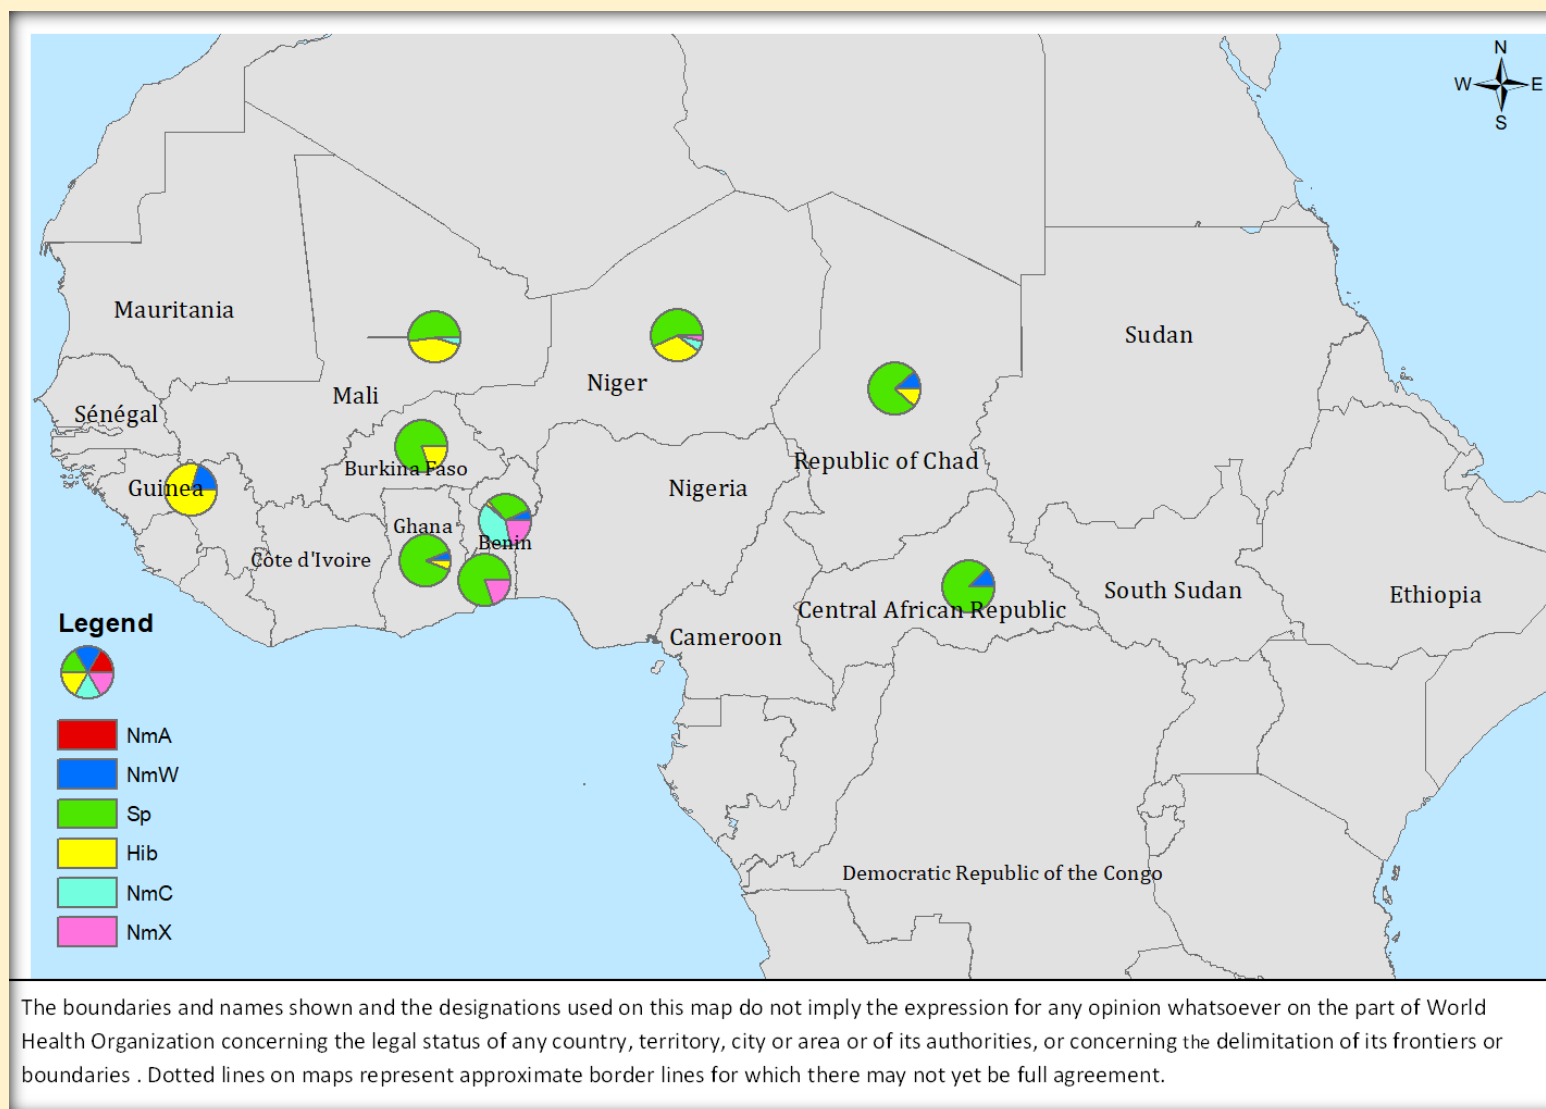 N
W E
S
Mauritania
Sudan
Niger
Mali
Sénégal
Republic of Chad
Burkina Faso
Guinea
Nigeria
Ghana
Benin
Côte d'Ivoire
South Sudan
Ethiopia
Central African Republic
Legend
Cameroon
NmA
NmW
Sp
Hib
Democratic Republic of the Congo
NmC
NmX
The boundaries and names shown and the designations used on this map do not imply the expression for any opinion whatsoever on the part of World
Health Organization concerning the legal status of any country, territory, city or area or of its authorities, or concerning the delimitation of its frontiers or
boundaries . Dotted lines on maps represent approximate border lines for which there may not yet be full agreement.